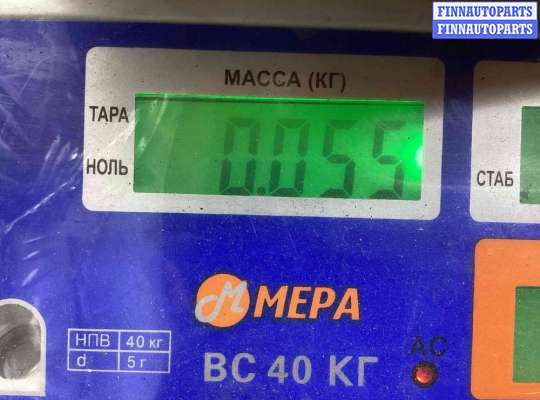 FINNAUTOPARTS
FINNAUTOPARTS
МАССА (КГ)
ТАРА
0.055
НОЛЬ
СТАБ
М МЕРА
НПВ 40 кг
d 5 г
ВС 40 КГ
AC